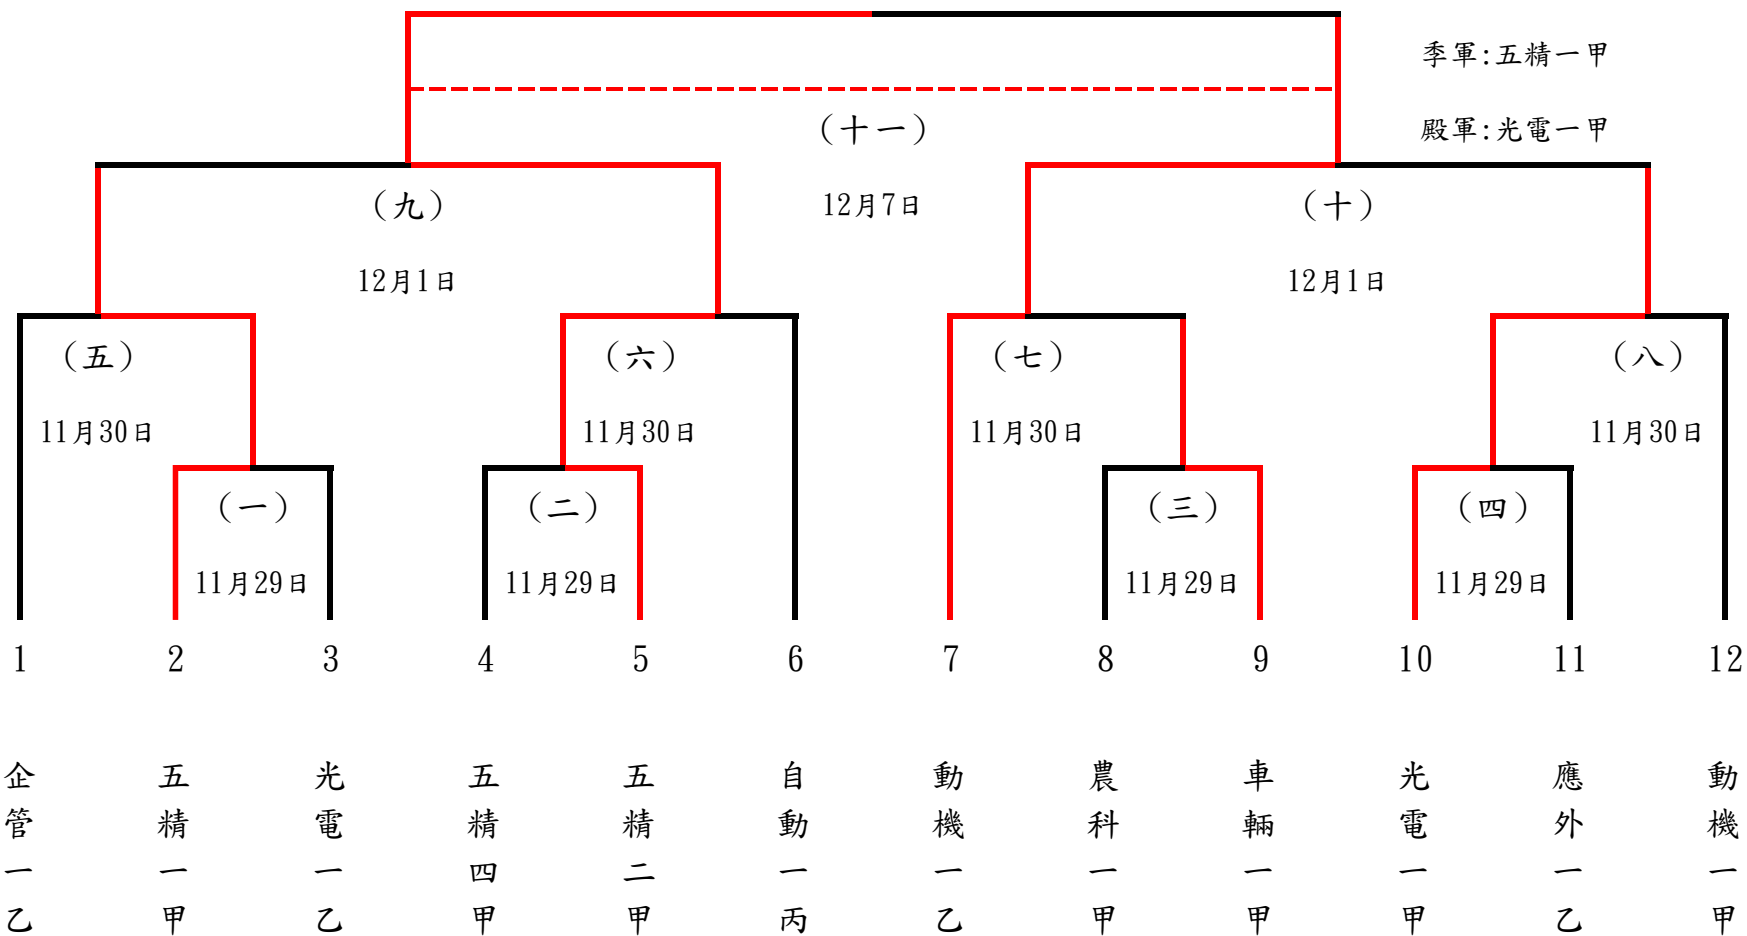 季軍:五精一甲
(十一)
殿軍:光電一甲
(九)
12月7日
(十)
12月1日
12月1日
(五)
(六)
(七)
(八)
11月30日
11月30日
11月30日
11月30日
(一)
(二)
(三)
(四)
11月29日
11月29日
11月29日
11月29日
1 2 3 4 5 6 7 8 9 10 11 12
企管一乙
五精一甲
光電一乙
五精四甲
五精二甲
自動一丙
動機一乙
農科一甲
車輛一甲
光電一甲
應外一乙
動機一甲